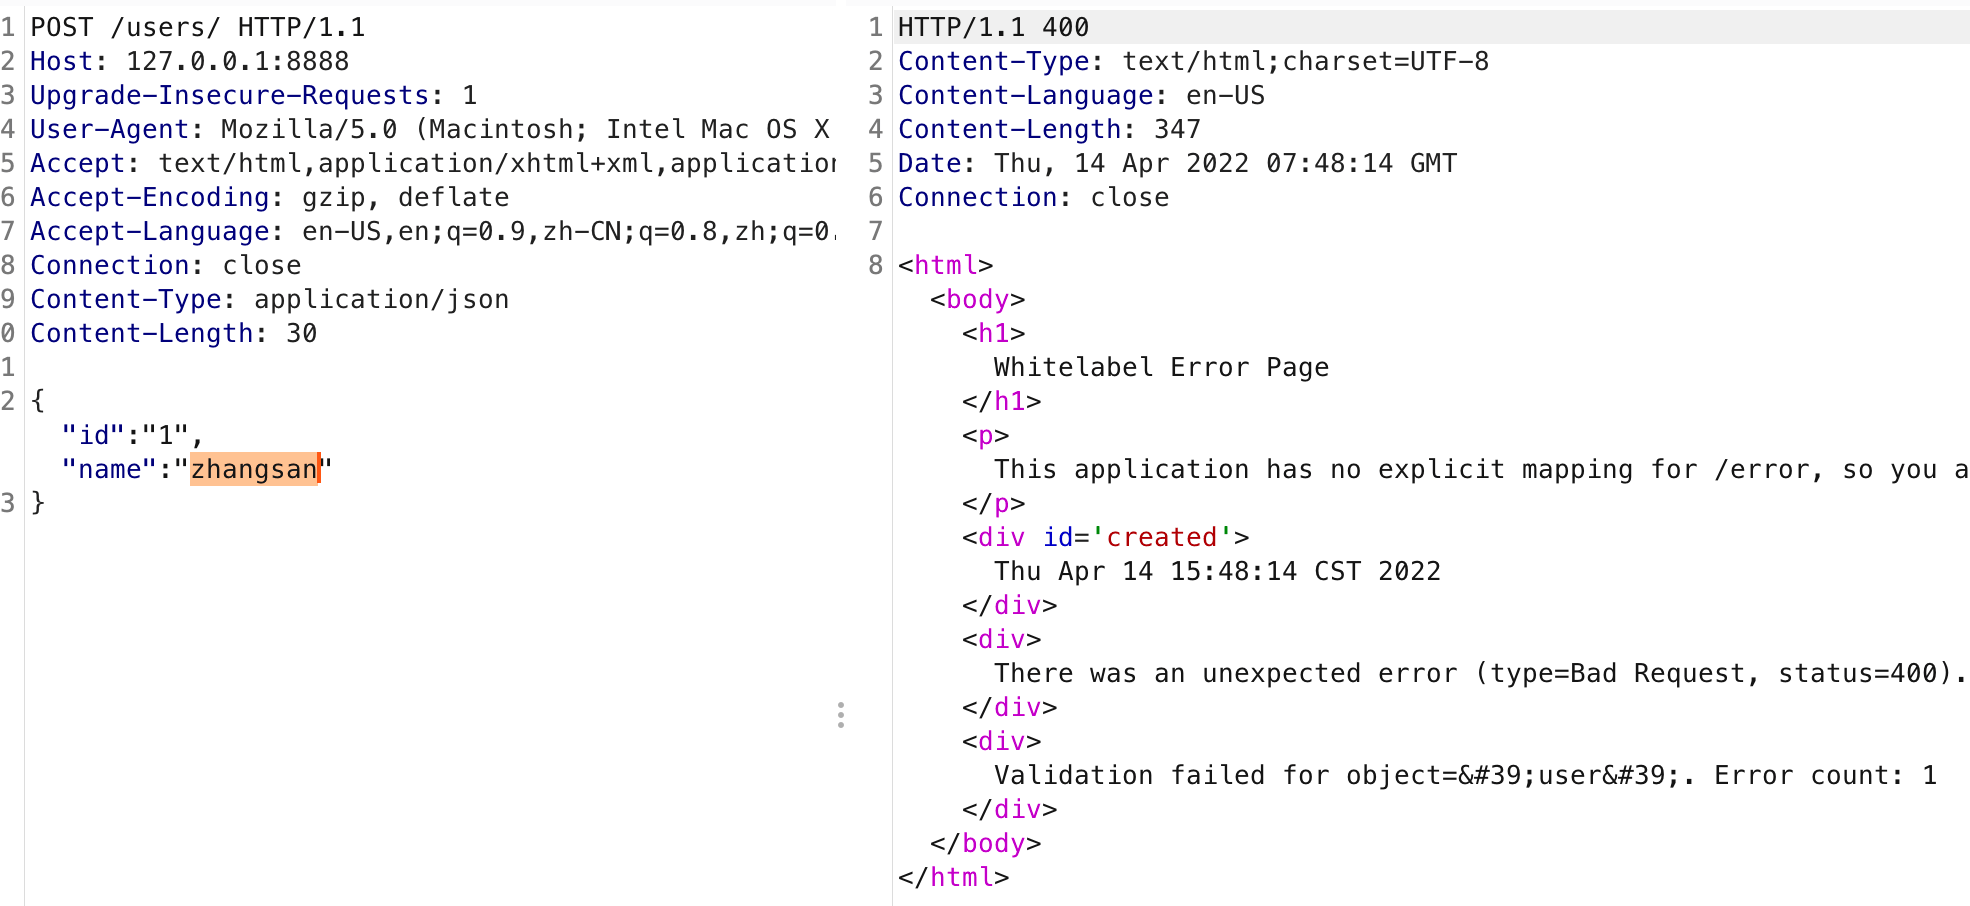 1 POST /users/ HTTP/1.1
2 Host: 127.0.0.1:8888
3 Upgrade-Insecure-Requests: 1
4 User-Agent: Mozilla/5.0 (Macintosh; Intel Mac OS X
5 Accept: text/html,application/xhtml+xml,application
6 Accept-Encoding: gzip, deflate
7 Accept-Language: en-US,en;q=0.9,zh-CN;q=0.8,zh;q=0.
8 Connection: close
9 Content-Type: application/json
0 Content-Length: 30
1
2 {
"id":"1",
"name":"zhangsan"
3 }
1 HTTP/1.1 400
2 Content-Type: text/html;charset=UTF-8
3 Content-Language: en-US
4 Content-Length: 347
5 Date: Thu, 14 Apr 2022 07:48:14 GMT
6 Connection: close
7
8 <html>
<body>
<h1>
Whitelabel Error Page
</h1>
<p>
This application has no explicit mapping for /error, so you a
</p>
<div id='created'>
Thu Apr 14 15:48:14 CST 2022
</div>
<div>
There was an unexpected error (type=Bad Request, status=400).
</div>
<div>
Validation failed for object=&#39;user&#39;. Error count: 1
</div>
</body>
</html>